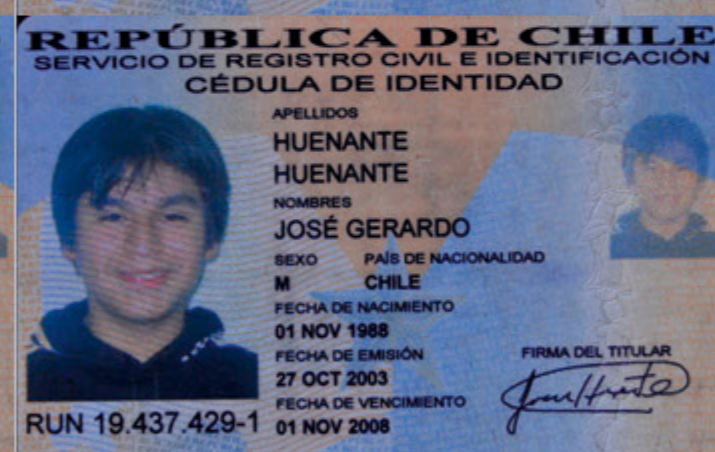 REPÚBLICA DE CHILE
SERVICIO DE REGISTRO CIVIL E IDENTIFICACIÓN
CÉDULA DE IDENTIDAD
APELLIDOS
HUENANTE
HUENANTE
NOMBRES
JOSÉ GERARDO
SEXO PAÍS DE NACIONALIDAD
M CHILE
FECHA DE NACIMIENTO
01 NOV 1988
FECHA DE EMISIÓN
27 OCT 2003
FECHA DE VENCIMIENTO
01 NOV 2008
FIRMA DEL TITULAR
RUN 19.437.429-1